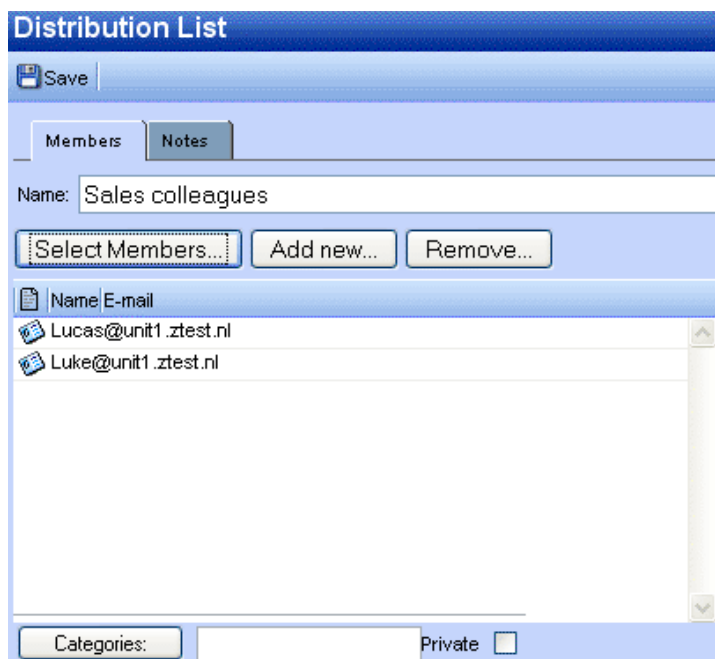 Distribution List
Save
Members Notes
Name: Sales colleagues
Select Members... Add new... Remove...
Name E-mail
Lucas@unit1.ztest.nl
Luke@unit1.ztest.nl
Categories: Private